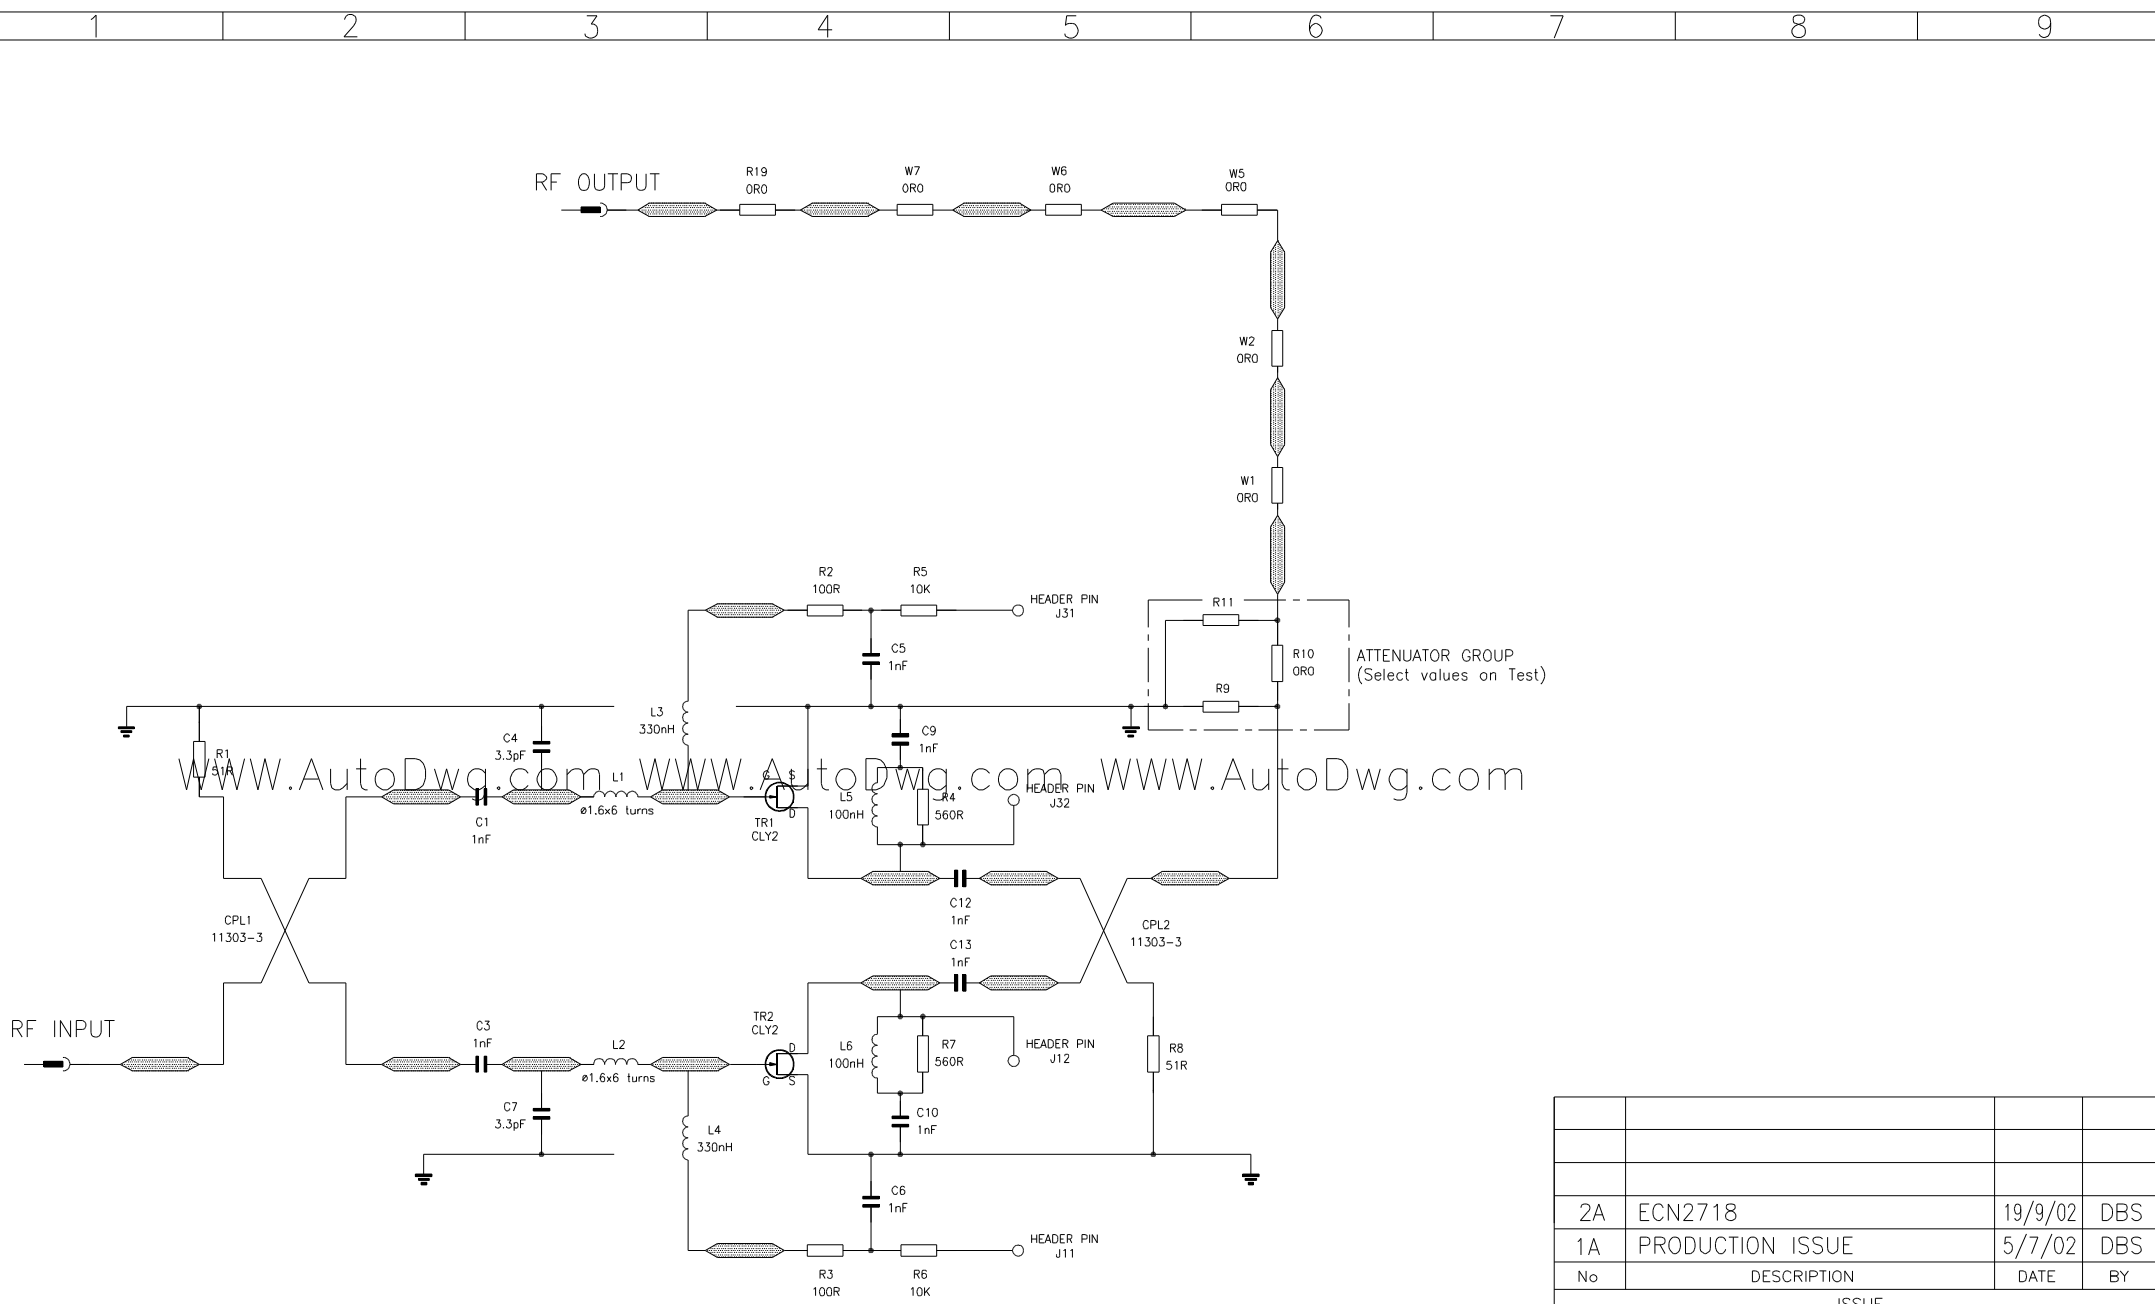 1 2 3 4 5 6 7 8 9
RF OUTPUT
R19
0R0
W7
0R0
W6
0R0
W5
0R0
W2
0R0
W1
0R0
R2
100R
R5
10K
HEADER PIN
J31
C5
1nF
R11
R10
0R0
R9
ATTENUATOR GROUP
(Select values on Test)
R1
51R
C4
3.3pF
L3
330nH
C9
1nF
WWW.AutoDwg.com WWW.AutoDwg.com WWW.AutoDwg.com
C1
1nF
L1
ø1.6x6 turns
G S
D
TR1
CLY2
L5
100nH
R4
560R
HEADER PIN
J32
CPL1
11303-3
C12
1nF
C13
1nF
CPL2
11303-3
RF INPUT
C3
1nF
L2
ø1.6x6 turns
TR2
CLY2
D
G S
L6
100nH
R7
560R
HEADER PIN
J12
R8
51R
C7
3.3pF
L4
330nH
C10
1nF
C6
1nF
HEADER PIN
J11
R3
100R
R6
10K
2A ECN2718 19/9/02 DBS
1A PRODUCTION ISSUE 5/7/02 DBS
No DESCRIPTION DATE BY
ISSUE